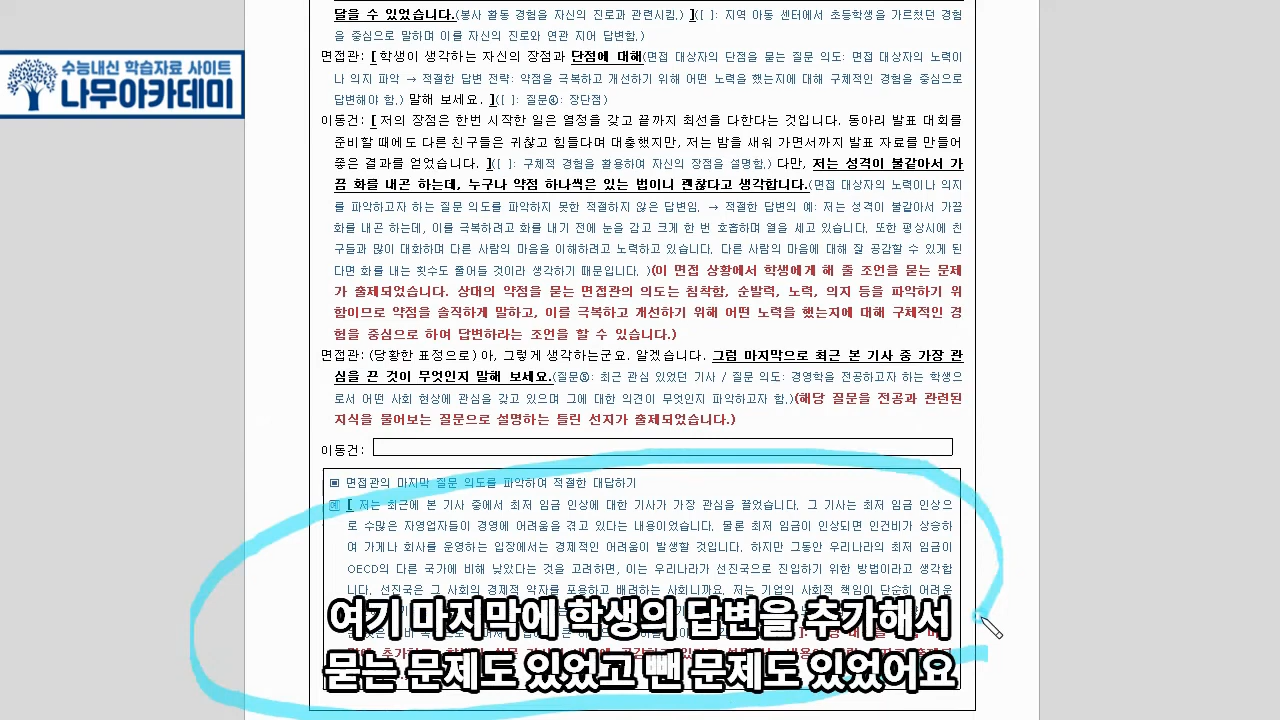 달을 수 있었습니다.(봉사 활동 경험을 자신의 진로와 관련시킴.) ]([ ]: 지역 아동 센터에서 초등학생을 가르쳤던 경험
을 중심으로 말하며 이를 자신의 진로와 연관 지어 답변함.)
수능내신 학습자료 사이트
나무아카데미
면접관: [ 학생이 생각하는 자신의 장점과 단점에 대해(면접 대상자의 단점을 묻는 질문 의도: 면접 대상자의 노력이
나 의지 파악 → 적절한 답변 전략: 약점을 극복하고 개선하기 위해 어떤 노력을 했는지에 대해 구체적인 경험을 중심으로
답변해야 함.) 말해 보세요. ]([ ]: 질문④: 장단점)
이동건: [ 저의 장점은 한번 시작한 일은 열정을 갖고 끝까지 최선을 다한다는 것입니다. 동아리 발표 대회를
준비할 때에도 다른 친구들은 귀찮고 힘들다며 대충했지만, 저는 밤을 새워 가면서까지 발표 자료를 만들어
좋은 결과를 얻었습니다. ]([ ]: 구체적 경험을 활용하며 자신의 장점을 설명함.) 다만, 저는 성격이 불같아서 가
끔 화를 내곤 하는데, 누구나 약점 하나씩은 있는 법이니 괜찮다고 생각합니다.(면접 대상자의 노력이나 의지
를 파악하고자 하는 질문 의도를 파악하지 못한 적절하지 않은 답변임. → 적절한 답변의 예: 저는 성격이 불같아서 가끔
화를 내곤 하는데, 이를 극복하려고 화를 내기 전에 눈을 감고 크게 한 번 호흡하며 열을 세고 있습니다. 또한 평상시에 친
구들과 많이 대화하며 다른 사람의 마음을 이해하려고 노력하고 있습니다. 다른 사람의 마음에 대해 잘 공감할 수 있게 된
다면 화를 내는 횟수도 줄어들 것이라 생각하기 때문입니다. )(이 면접 상황에서 학생에게 해 줄 조언을 묻는 문제
가 출제되었습니다. 상대의 약점을 묻는 면접관의 의도는 침착함, 순발력, 노력, 의지 등을 파악하기 위
함이므로 약점을 솔직하게 말하고, 이를 극복하고 개선하기 위해 어떤 노력을 했는지에 대해 구체적인 경
험을 중심으로 하여 답변하라는 조언을 할 수 있습니다.)
면접관: (당황한 표정으로) 아, 그렇게 생각하는군요. 알겠습니다. 그럼 마지막으로 최근 본 기사 중 가장 관
심을 끈 것이 무엇인지 말해 보세요.(질문⑤: 최근 관심 있었던 기사 / 질문 의도: 경영학을 전공하고자 하는 학생으
로서 어떤 사회 현상에 관심을 갖고 있으며 그에 대한 의견이 무엇인지 파악하고자 함.)(해당 질문을 전공과 관련된
지식을 물어보는 질문으로 설명하는 틀린 선지가 출제되었습니다.)
이동건:
▣ 면접관의 마지막 질문 의도를 파악하여 적절한 대답하기
예 [ 저는 최근에 본 기사 중에서 최저 임금 인상에 대한 기사가 가장 관심을 끌었습니다. 그 기사는 최저 임금 인상으
로 수많은 자영업자들이 경영에 어려움을 겪고 있다는 내용이었습니다. 물론 최저 임금이 인상되면 인건비가 상승하
여 가게나 회사를 운영하는 입장에서는 경제적인 어려움이 발생할 것입니다. 하지만 그동안 우리나라의 최저 임금이
OECD의 다른 국가에 비해 낮았다는 것을 고려하면, 이는 우리나라가 선진국으로 진입하기 위한 방법이라고 생각합
니다. 선진국은 그 사회의 경제적 약자를 포용하고 배려하는 사회니까요. 저는 기업의 사회적 책임이 단순히 어려운
여기 마지막에 학생의 답변을 추가해서
묻는 문제도 있었고 뺀 문제도 있었어요